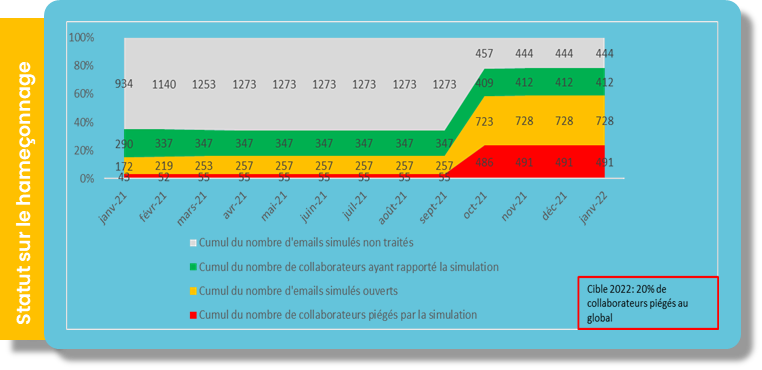 Statut sur le hameçonnage
100%
80%
60%
40%
20%
0%
934 1140 1253 1273 1273 1273 1273 1273 1273 457 444 444 444
290 337 347 347 347 347 347 347 347 409 412 412 412
172 219 253 257 257 257 257 257 257 723 728 728 728
45 52 55 55 55 55 55 55 55 486 491 491 491
janv-21 févr-21 mars-21 avr-21 mai-21 juin-21 juil-21 août-21 sept-21 oct-21 nov-21 déc-21 janv-22
Cumul du nombre d'emails simulés non traités
Cumul du nombre de collaborateurs ayant rapporté la simulation
Cumul du nombre d'emails simulés ouverts
Cumul du nombre de collaborateurs piégés par la simulation
Cible 2022: 20% de
collaborateurs piégés au
global